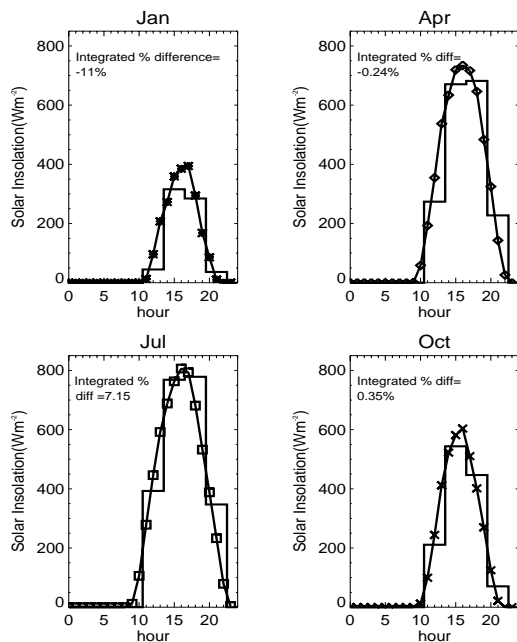 Jan
Apr
800
600
400
200
0
Solar Insolation(Wm-2)
Integrated % difference=
-11%
0 5 10 15 20
hour
800
600
400
200
0
Solar Insolation(Wm-2)
Integrated % diff=
-0.24%
0 5 10 15 20
hour
Jul
Oct
800
600
400
200
0
Solar Insolation(Wm-2)
Integrated %
diff =7.15
0 5 10 15 20
hour
800
600
400
200
0
Solar Insolation(Wm-2)
Integrated % diff=
0.35%
0 5 10 15 20
hour